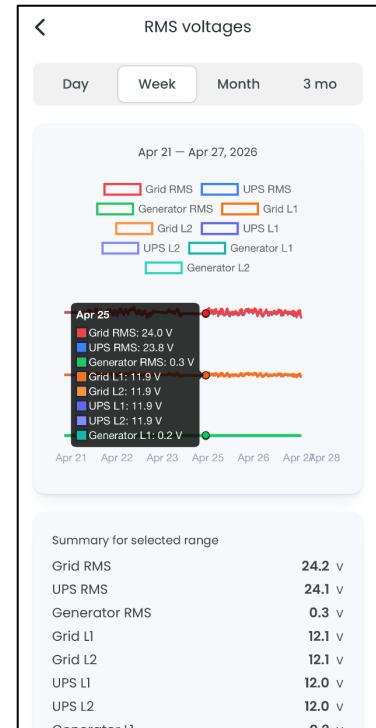 RMS voltages
Day Week Month 3 mo
Apr 21 — Apr 27, 2026
Grid RMS UPS RMS
Generator RMS Grid L1
Grid L2 UPS L1
UPS L2 Generator L1
Generator L2
Apr 25
Grid RMS: 24.0 V
UPS RMS: 23.8 V
Generator RMS: 0.3 V
Grid L1: 11.9 V
Grid L2: 11.9 V
UPS L1: 11.9 V
UPS L2: 11.9 V
Generator L1: 0.2 V
Apr 21 Apr 22 Apr 23 Apr 25 Apr 26 Apr 28
Summary for selected range
Grid RMS 24.2 V
UPS RMS 24.1 V
Generator RMS 0.3 V
Grid L1 12.1 V
Grid L2 12.1 V
UPS L1 12.0 V
UPS L2 12.0 V